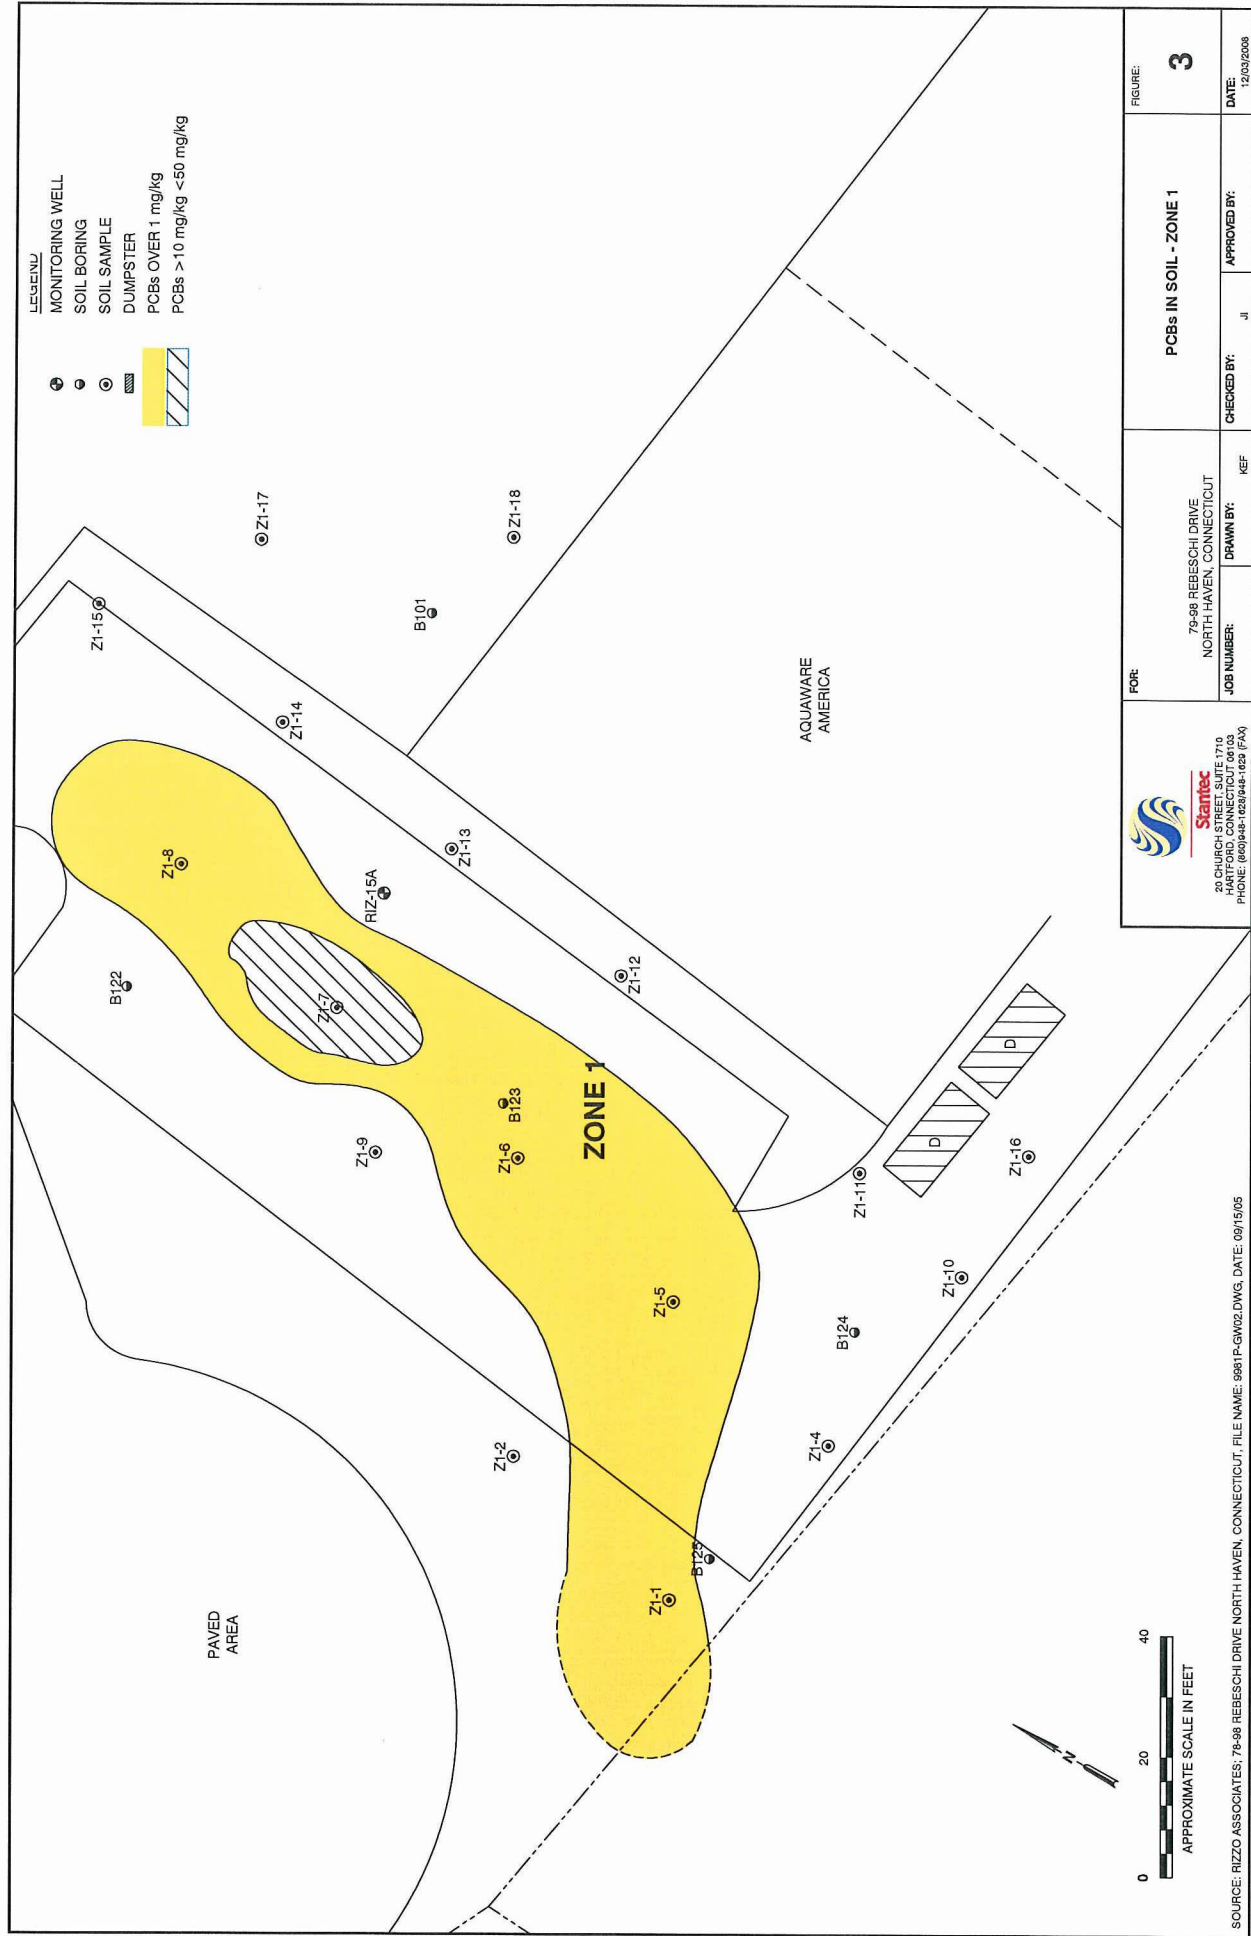 LEGEND
MONITORING WELL
SOIL BORING
SOIL SAMPLE
DUMPSTER
PCBs OVER 1 mg/kg
PCBs >10 mg/kg <50 mg/kg
PAVED
AREA
B122
Z1-8
Z1-15
Z1-17
Z1-14
Z1-7
RIZ-15A
Z1-9
Z1-13
B101
Z1-2
Z1-6
B123
Z1-18
ZONE 1
Z1-12
Z1-1
Z1-5
B125
AQUAWARE
AMERICA
Z1-4
B124
Z1-11
D
D
Z1-10
Z1-16
N
0 20 40
APPROXIMATE SCALE IN FEET
SOURCE: RIZZO ASSOCIATES; 78-98 REBESCHI DRIVE NORTH HAVEN, CONNECTICUT, FILE NAME: 9981P-GW02.DWG, DATE: 09/15/05
Stantec
20 CHURCH STREET, SUITE 1710
HARTFORD, CONNECTICUT 06103
PHONE: (860)948-1628/948-1629 (FAX)
FOR:
79-98 REBESCHI DRIVE
NORTH HAVEN, CONNECTICUT
JOB NUMBER:
DRAWN BY:
KEF
PCBs IN SOIL - ZONE 1
CHECKED BY:
JI
APPROVED BY:
FIGURE:
3
DATE:
12/03/2008